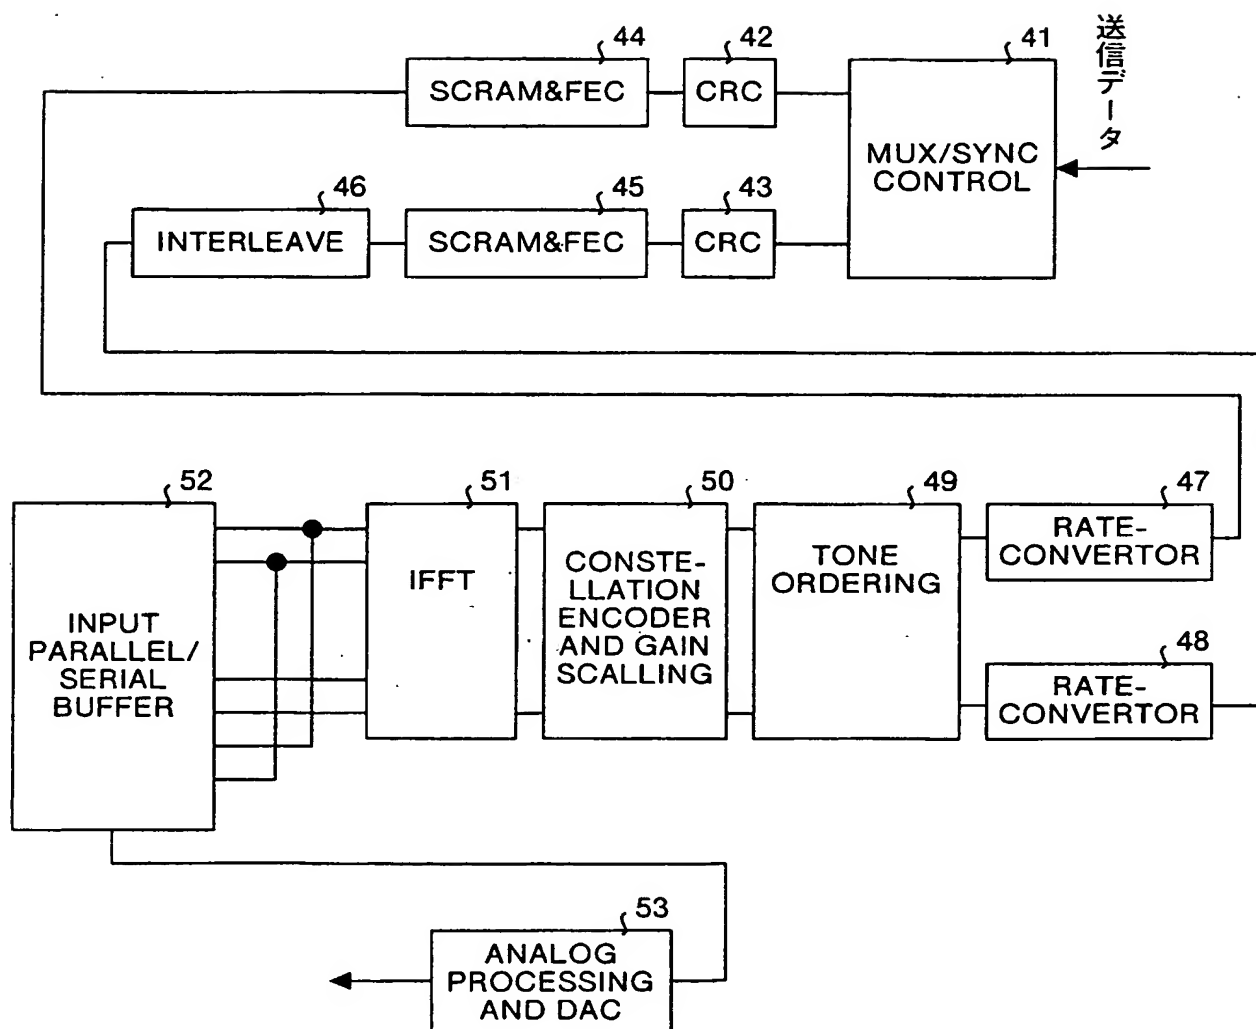 44
42
41
送信データ
SCRAM&FEC
CRC
MUX/SYNC
CONTROL
46
45
43
INTERLEAVE
SCRAM&FEC
CRC
52
51
50
49
47
INPUT
PARALLEL/
SERIAL
BUFFER
IFFT
CONSTE-
LLATION
ENCODER
AND GAIN
SCALLING
TONE
ORDERING
RATE-
CONVERTOR
48
RATE-
CONVERTOR
53
ANALOG
PROCESSING
AND DAC